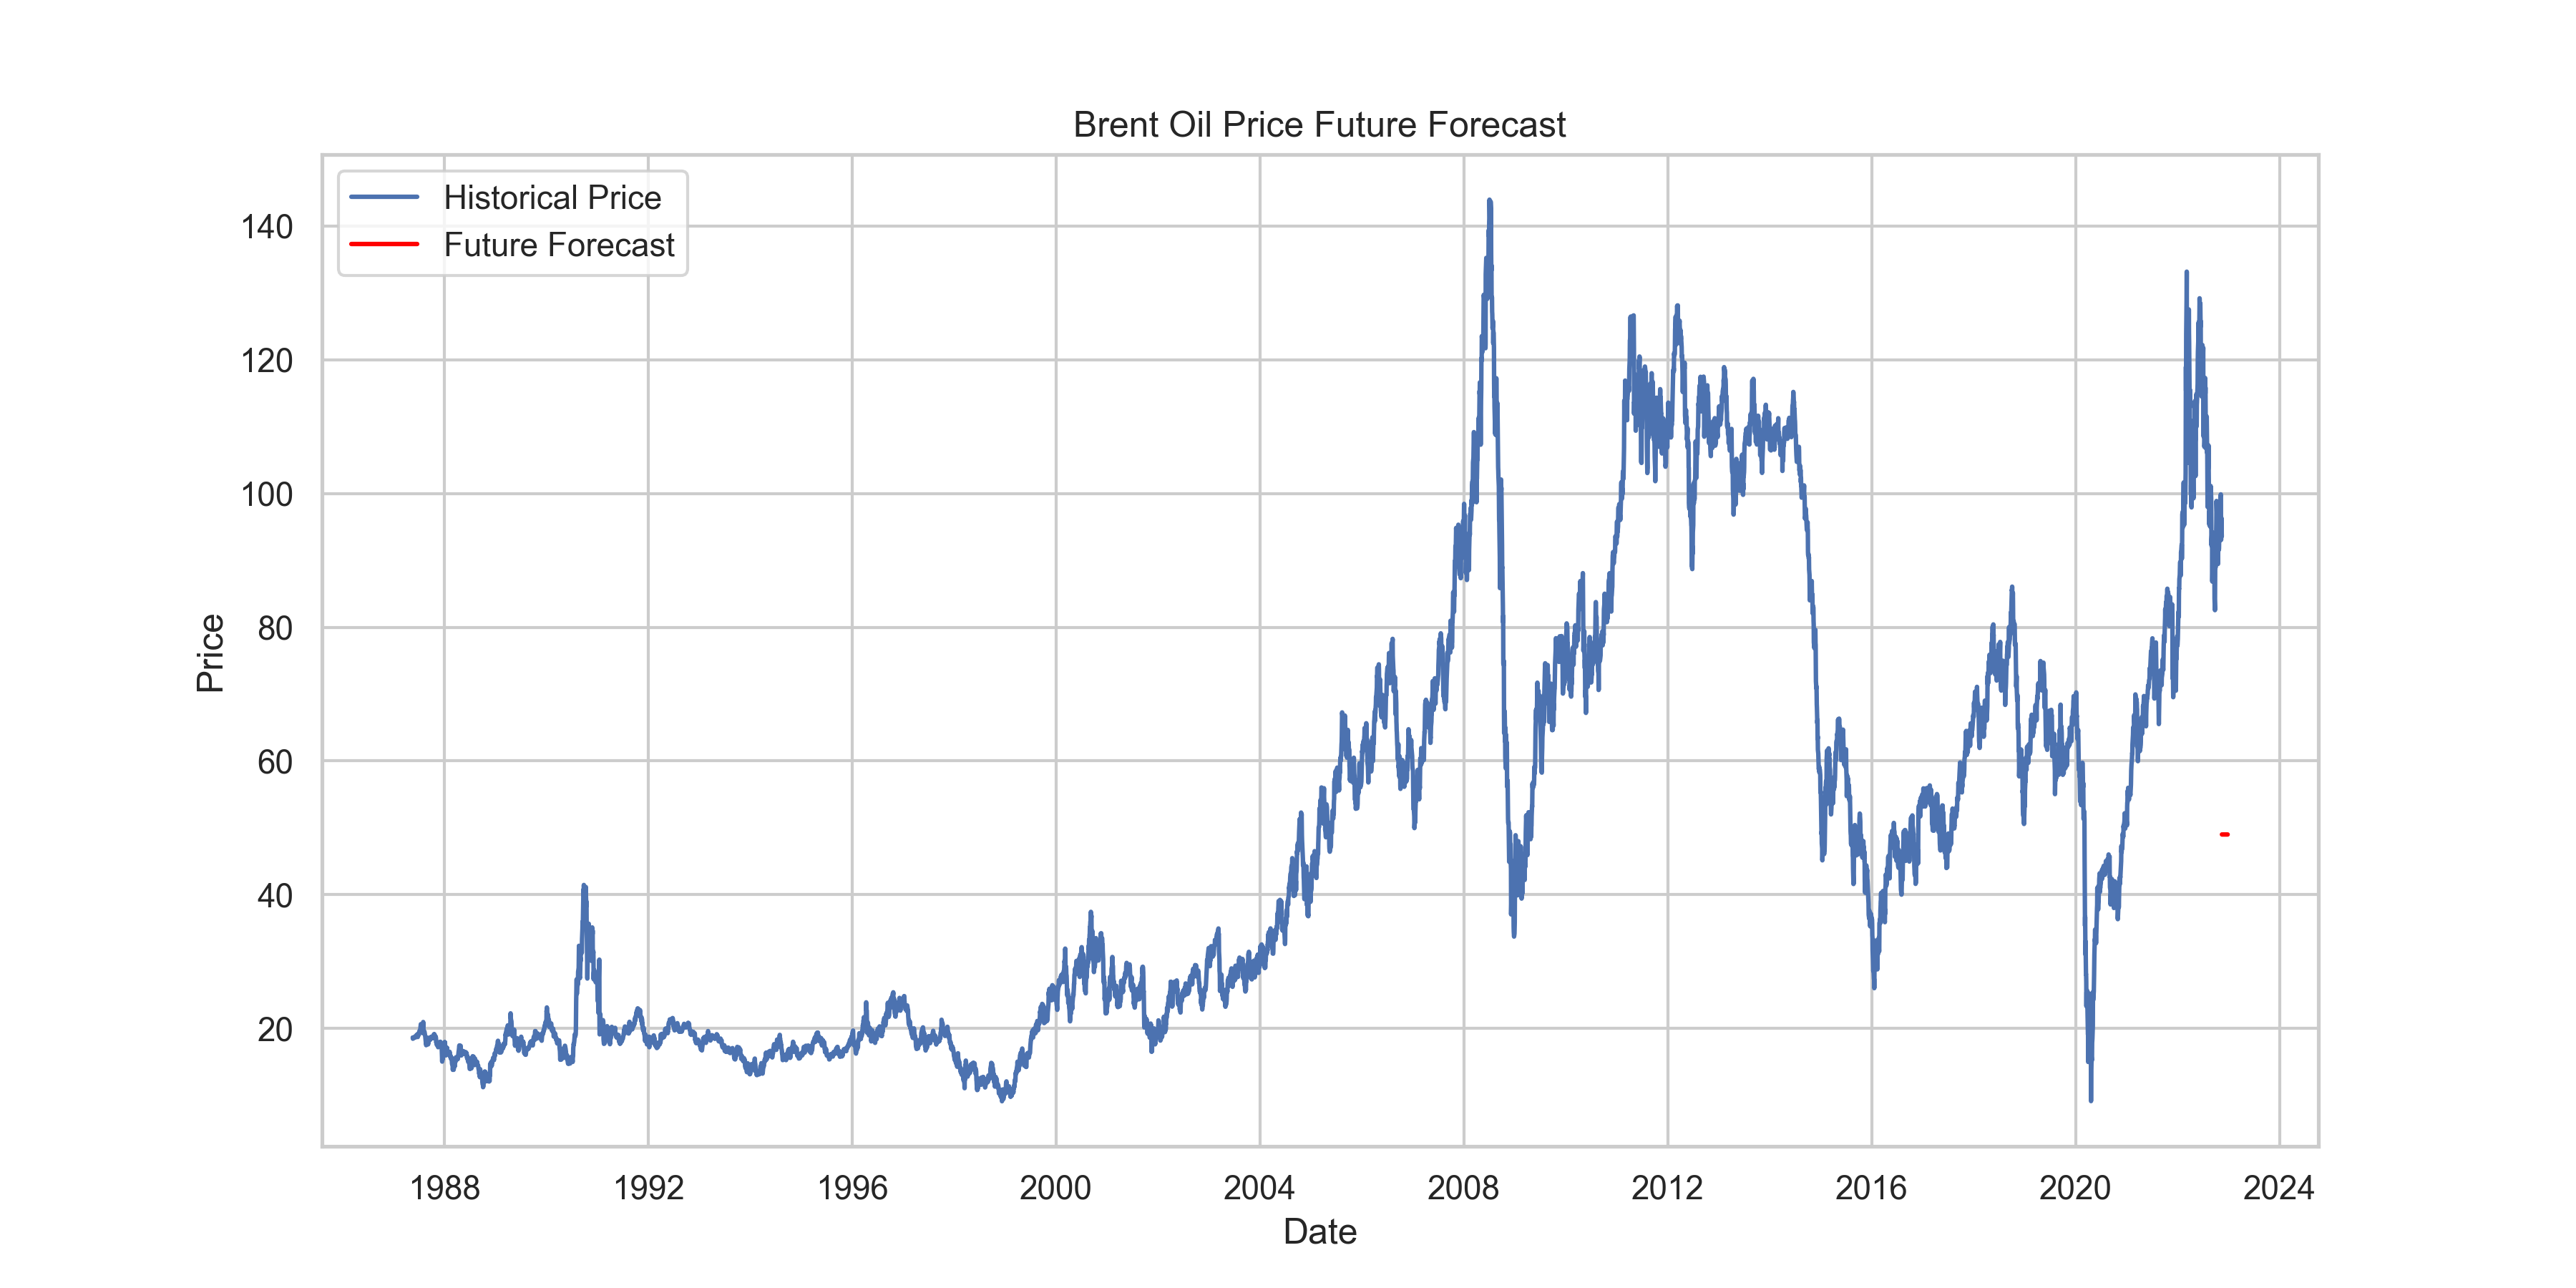 Brent Oil Price Future Forecast
Historical Price
Future Forecast
140
120
100
80
60
40
20
Price
1988 1992 1996 2000 2004 2008 2012 2016 2020 2024
Date